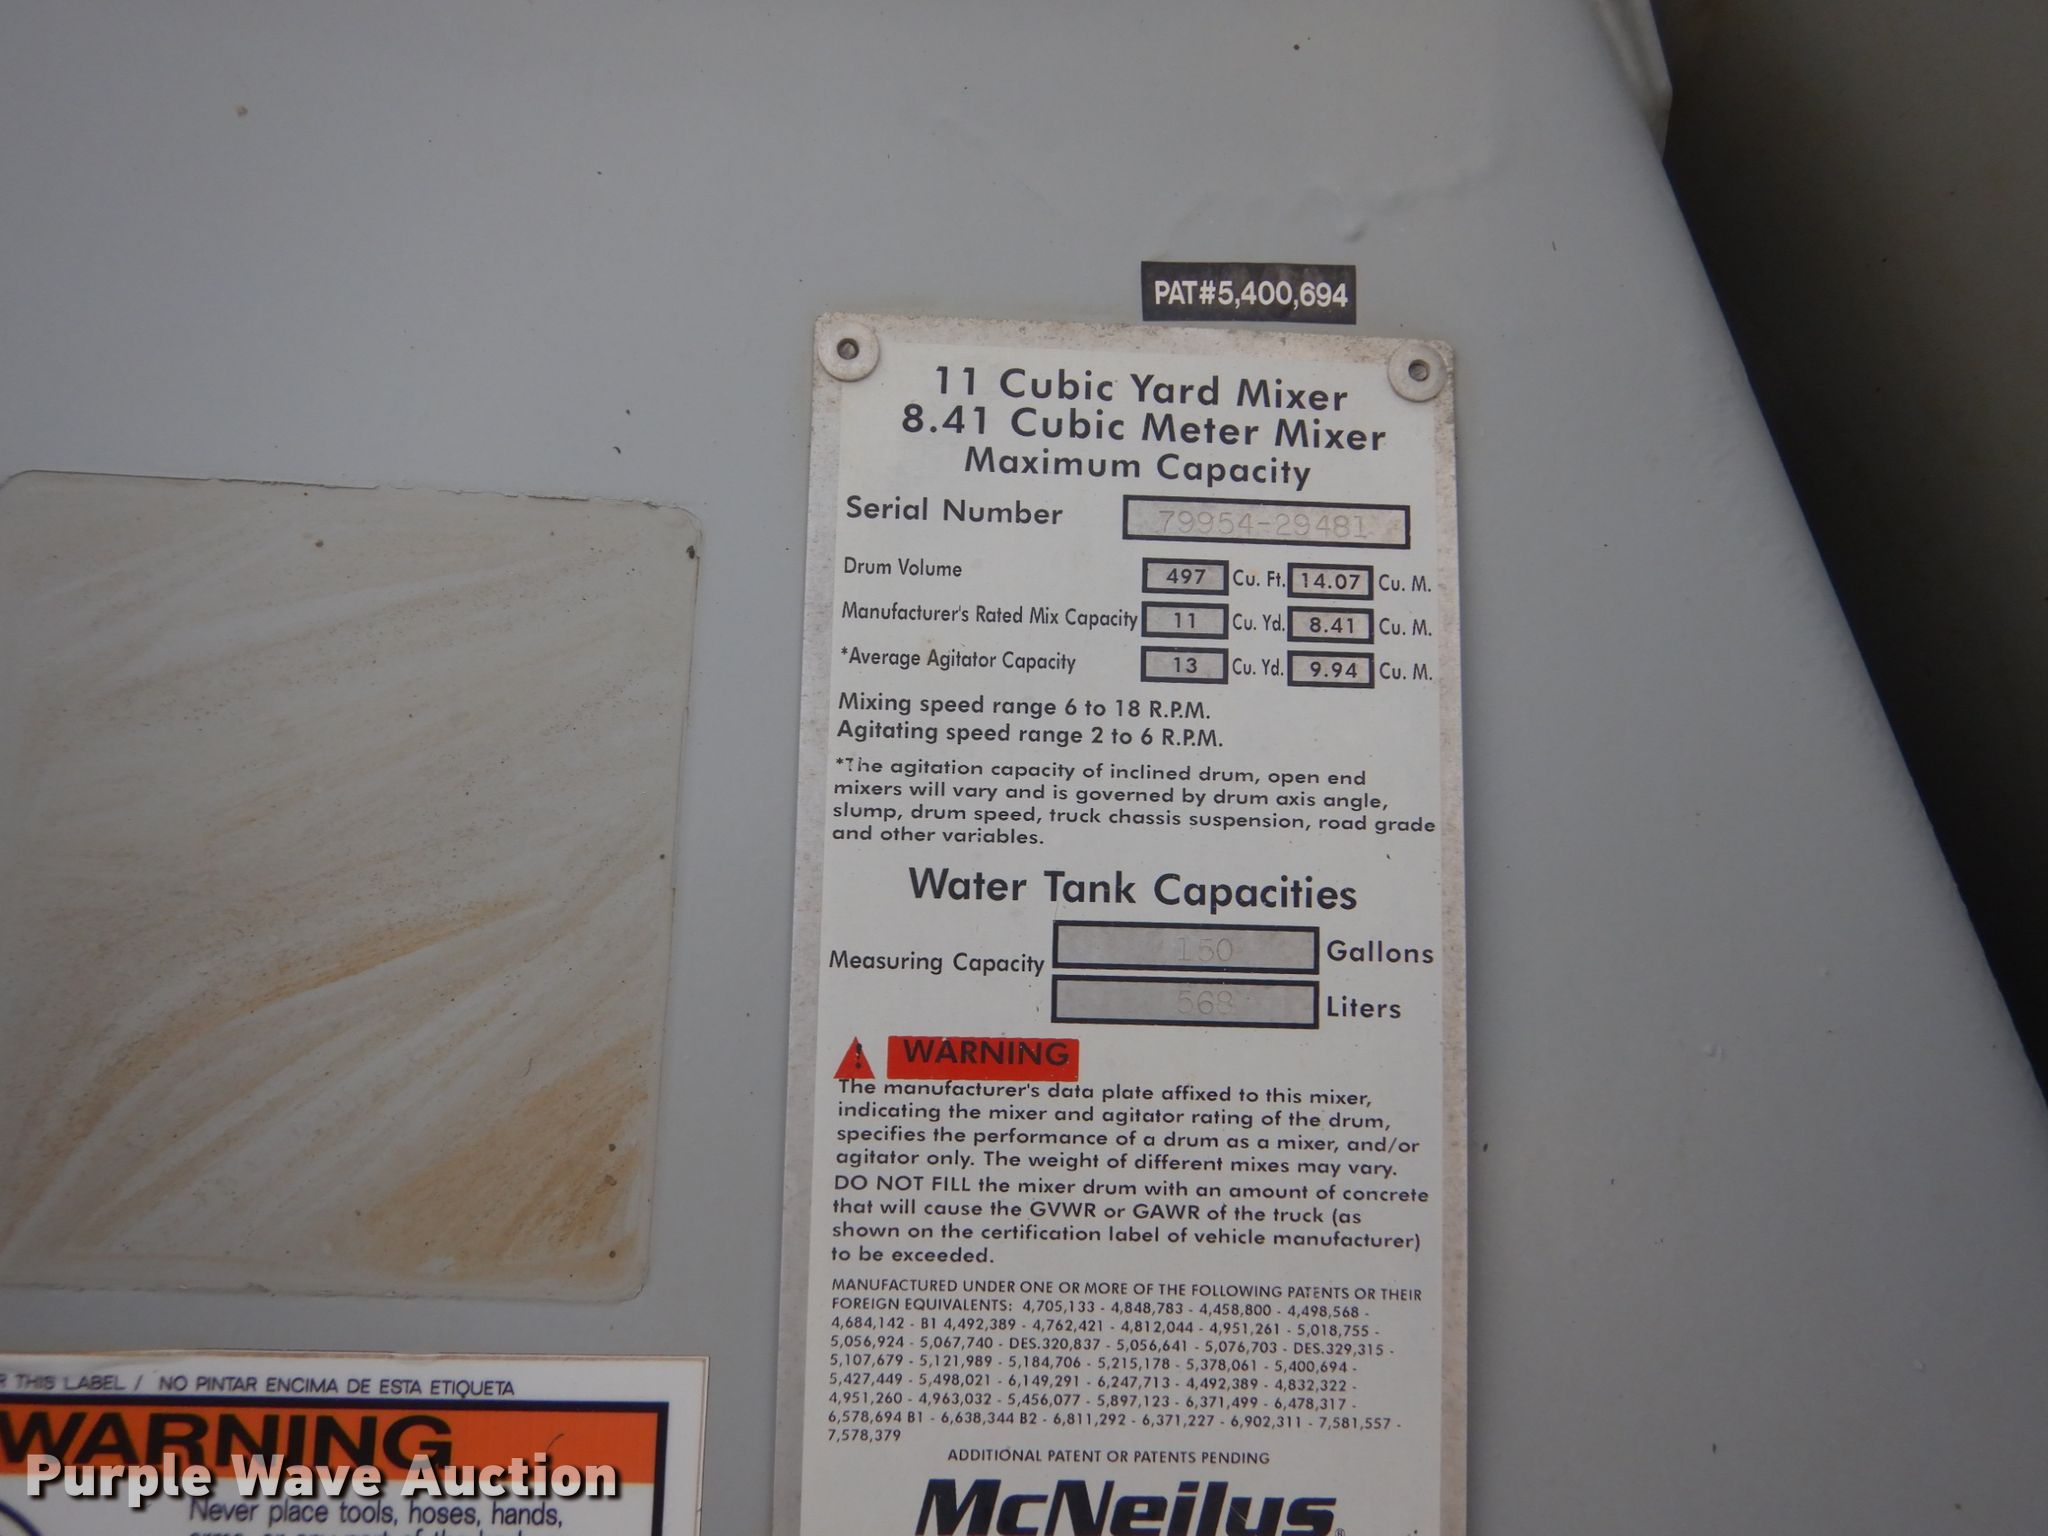 PAT#5,400,694
11 Cubic Yard Mixer
8.41 Cubic Meter Mixer
Maximum Capacity
Serial Number 79954-29481
Drum Volume 497 Cu. Ft. 14.07 Cu. M.
Manufacturer's Rated Mix Capacity 11 Cu. Yd. 8.41 Cu. M.
*Average Agitator Capacity 13 Cu. Yd. 9.94 Cu. M.
Mixing speed range 6 to 18 R.P.M.
Agitating speed range 2 to 6 R.P.M.
*The agitation capacity of inclined drum, open end
mixers will vary and is governed by drum axis angle,
slump, drum speed, truck chassis suspension, road grade
and other variables.
Water Tank Capacities
Measuring Capacity 150 Gallons
568 Liters
WARNING
The manufacturer's data plate affixed to this mixer,
indicating the mixer and agitator rating of the drum,
specifies the performance of a drum as a mixer, and/or
agitator only. The weight of different mixes may vary.
DO NOT FILL the mixer drum with an amount of concrete
that will cause the GVWR or GAWR of the truck (as
shown on the certification label of vehicle manufacturer)
to be exceeded.
MANUFACTURED UNDER ONE OR MORE OF THE FOLLOWING PATENTS OR THEIR
FOREIGN EQUIVALENTS: 4,705,133 - 4,848,783 - 4,458,800 - 4,498,568 -
4,684,142 - B1 4,492,389 - 4,762,421 - 4,812,044 - 4,951,261 - 5,018,755 -
5,056,924 - 5,067,740 - DES.320,837 - 5,056,641 - 5,076,703 - DES.329,315 -
5,107,679 - 5,121,989 - 5,184,706 - 5,215,178 - 5,378,061 - 5,400,694 -
5,427,449 - 5,498,021 - 6,149,291 - 6,247,713 - 4,492,389 - 4,832,322 -
4,951,260 - 4,963,032 - 5,456,077 - 5,897,123 - 6,371,499 - 6,478,317 -
6,578,694 B1 - 6,638,344 B2 - 6,811,292 - 6,371,227 - 6,902,311 - 7,581,557 -
7,578,379
ADDITIONAL PATENT OR PATENTS PENDING
McNeilus®
THIS LABEL / NO PINTAR ENCIMA DE ESTA ETIQUETA
WARNING
Never place tools, hoses, hands,
Purple Wave Auction